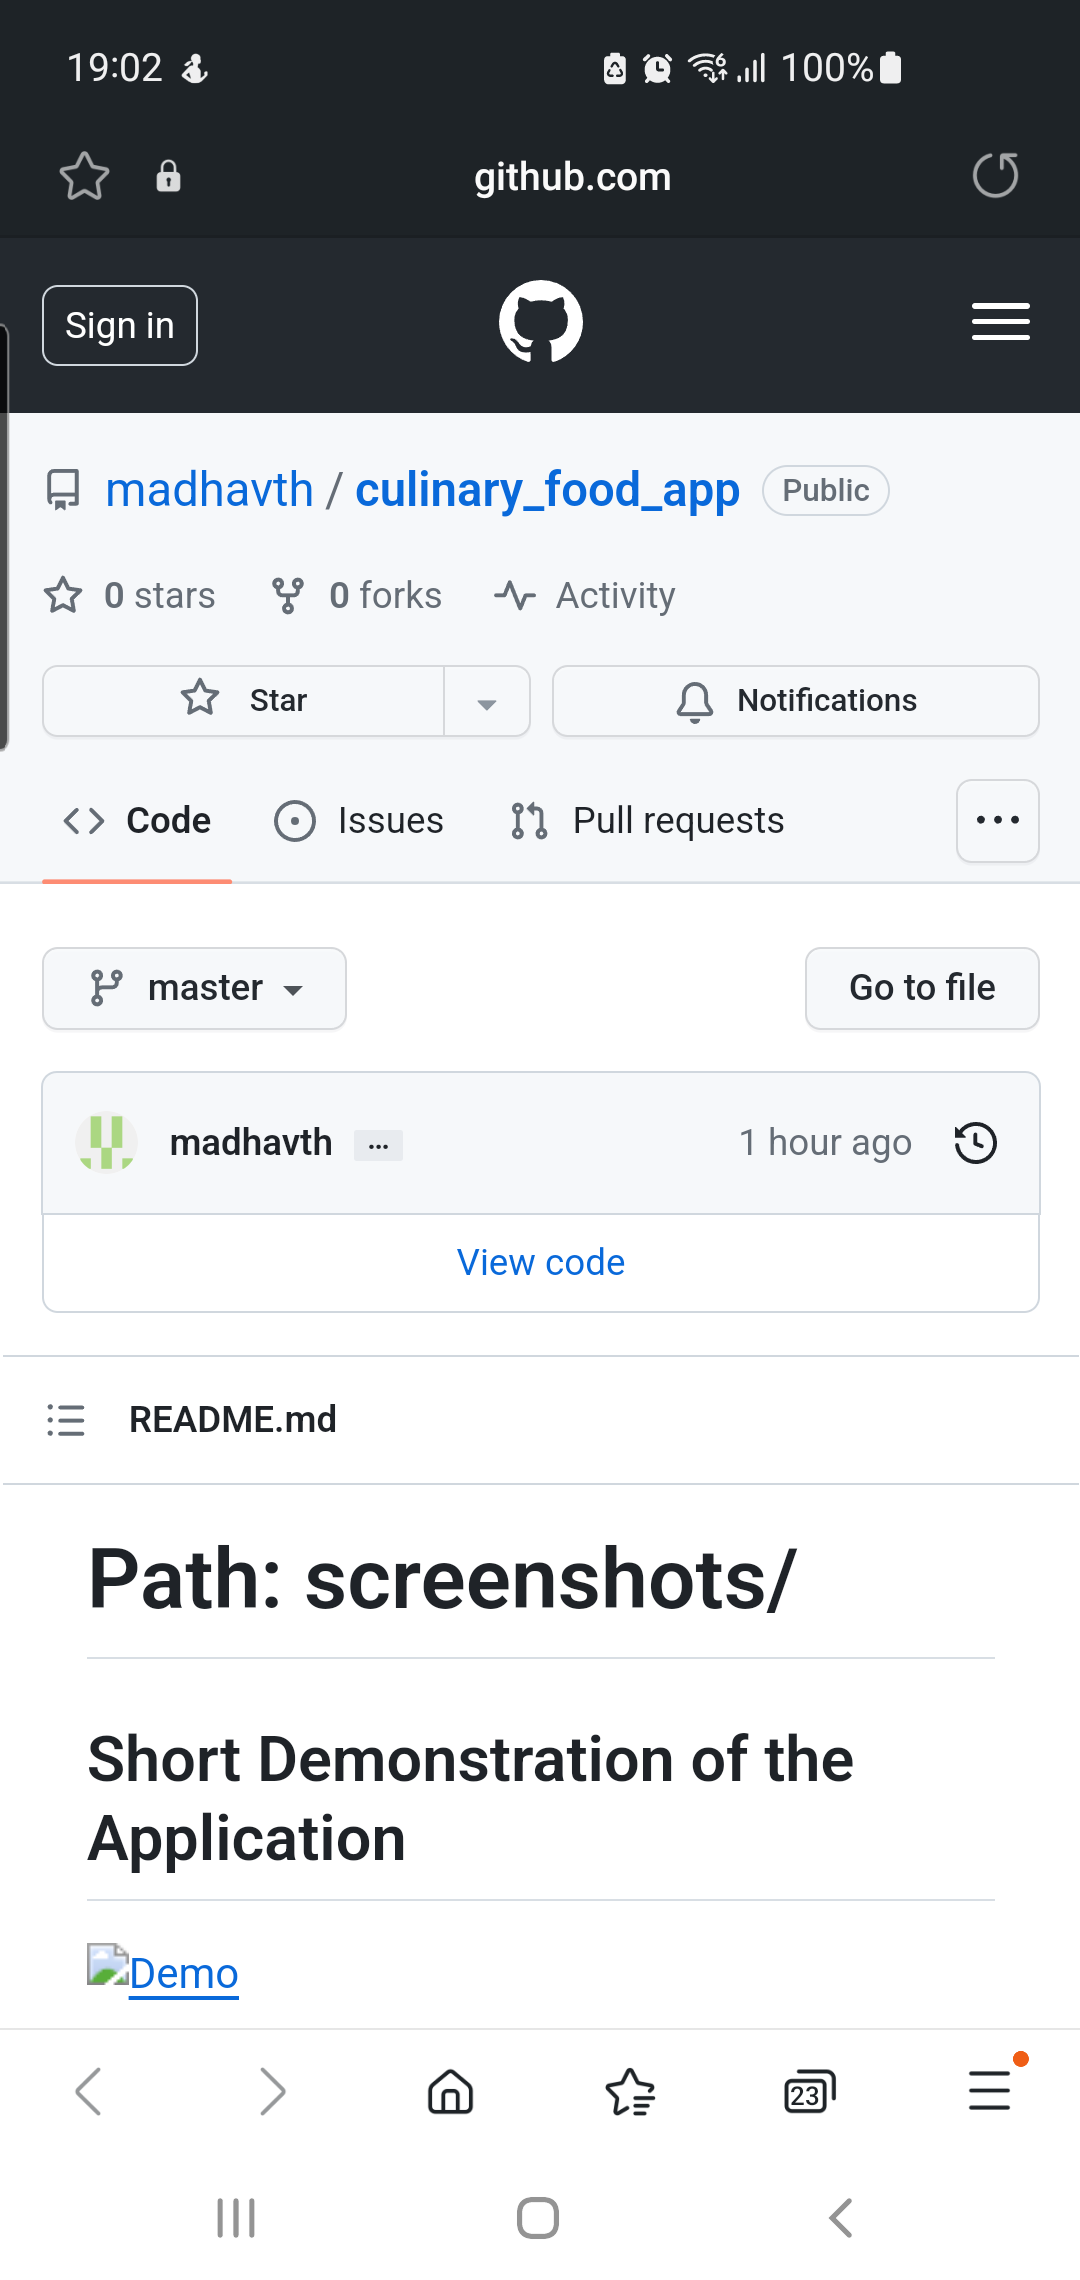 19:02 100%
github.com
Sign in
madhavth / culinary_food_app Public
0 stars 0 forks Activity
Star Notifications
Code Issues Pull requests ...
master Go to file
madhavth ... 1 hour ago
View code
README.md
Path: screenshots/
Short Demonstration of the
Application
Demo
23